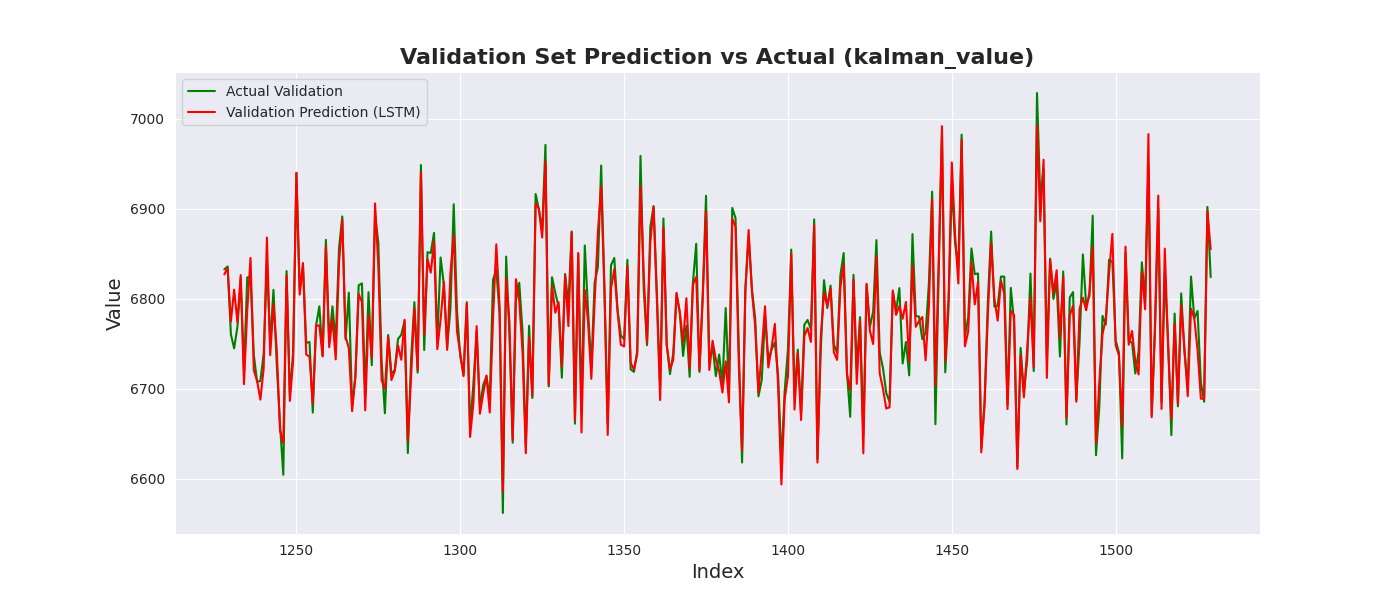 Validation Set Prediction vs Actual (kalman_value)
Actual Validation
Validation Prediction (LSTM)
Value
7000
6900
6800
6700
6600
1250 1300 1350 1400 1450 1500
Index